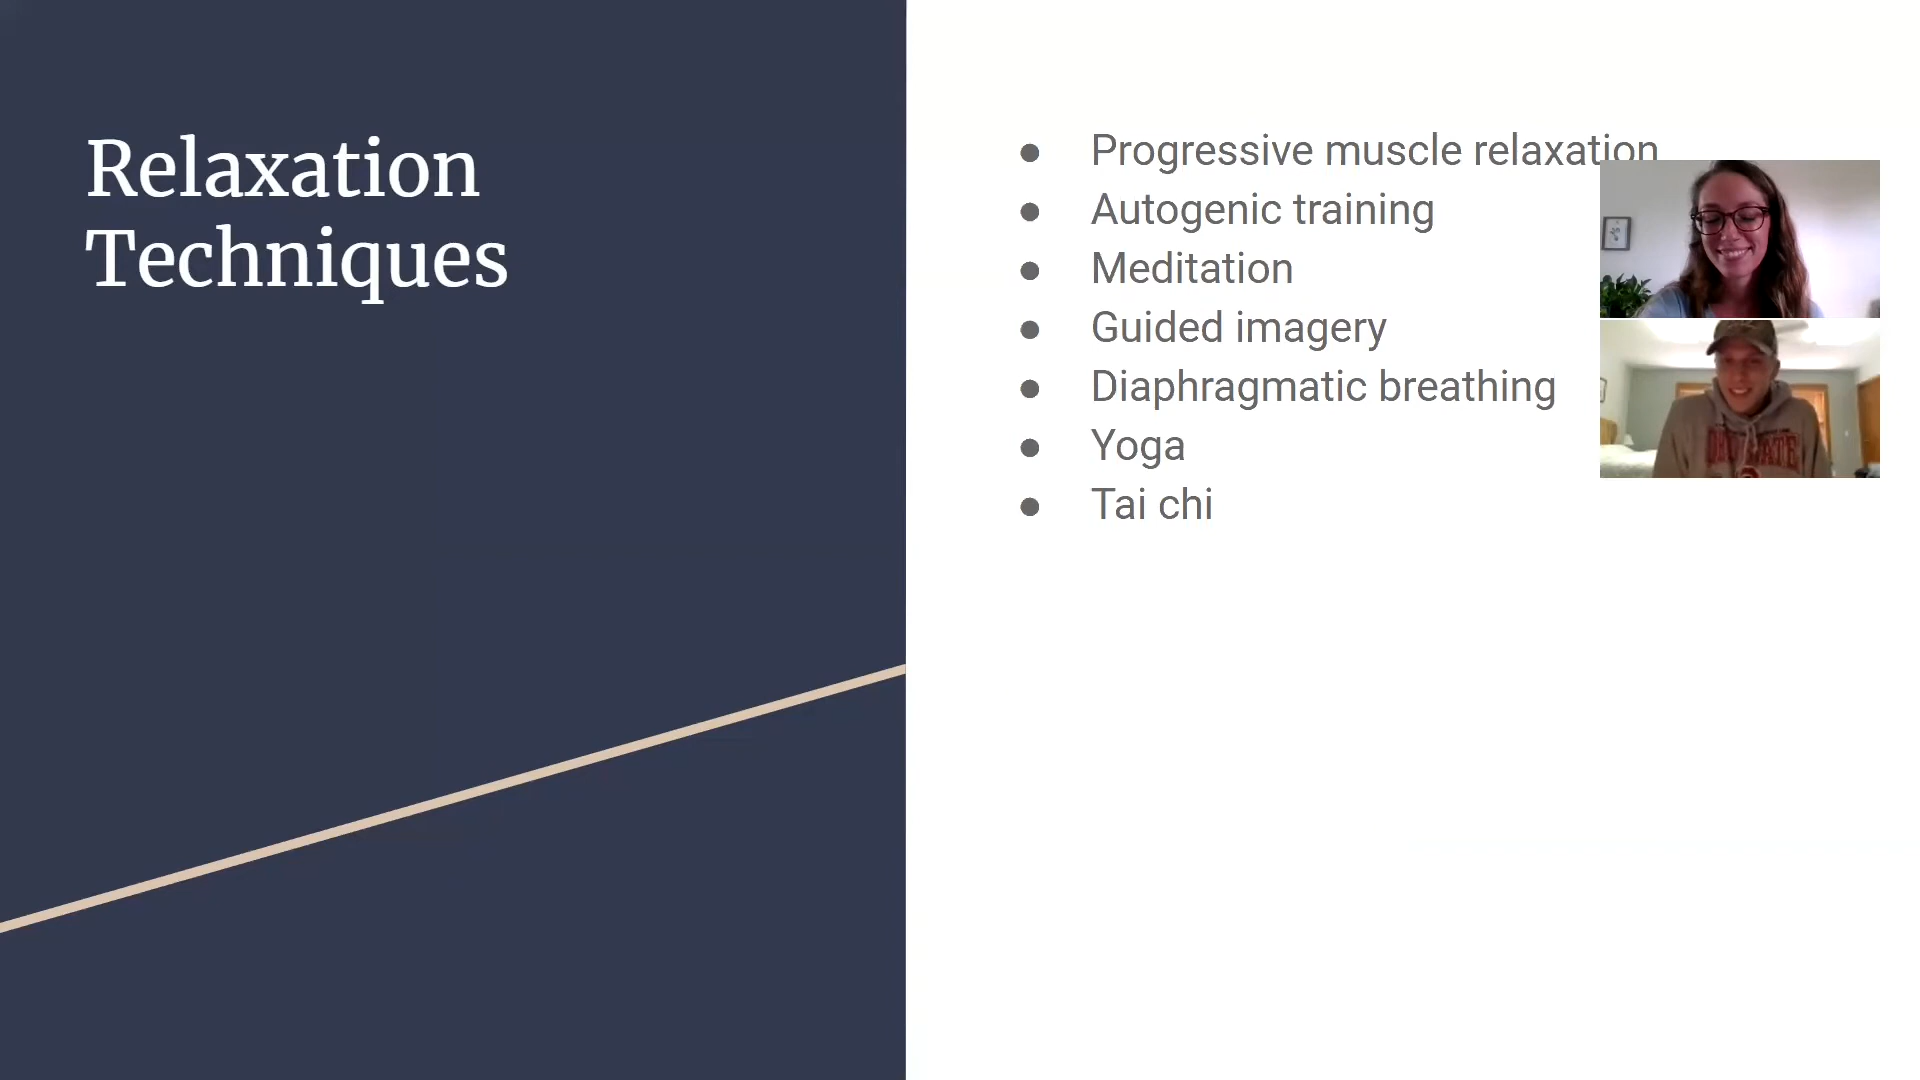 Relaxation
Techniques
● Progressive muscle relaxation
● Autogenic training
● Meditation
● Guided imagery
● Diaphragmatic breathing
● Yoga
● Tai chi